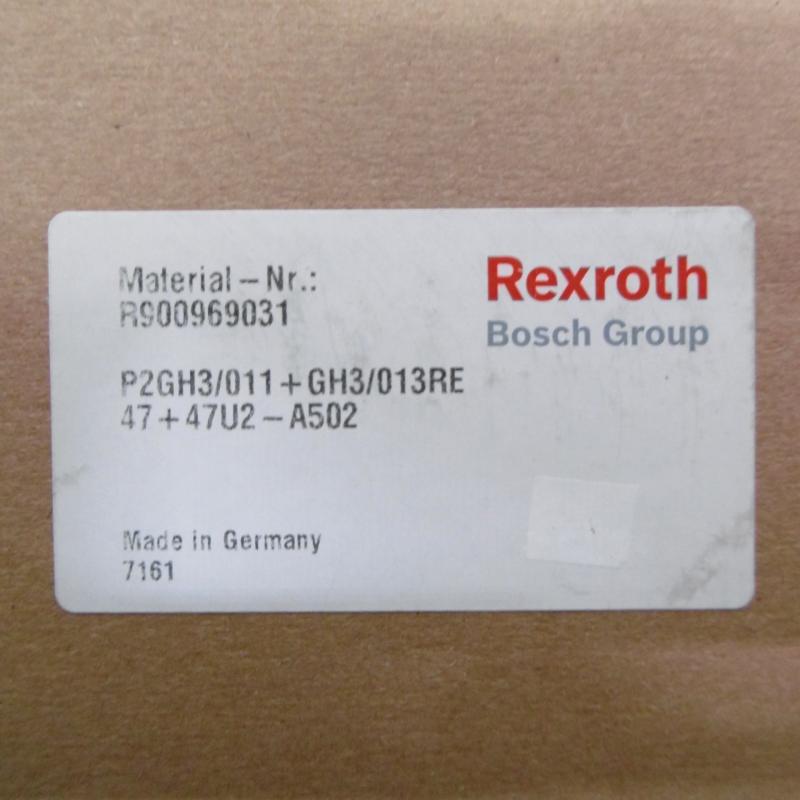 Material-Nr.:
R900969031
Rexroth
Bosch Group
P2GH3/011+GH3/013RE
47+47U2-A502
Made in Germany
7161